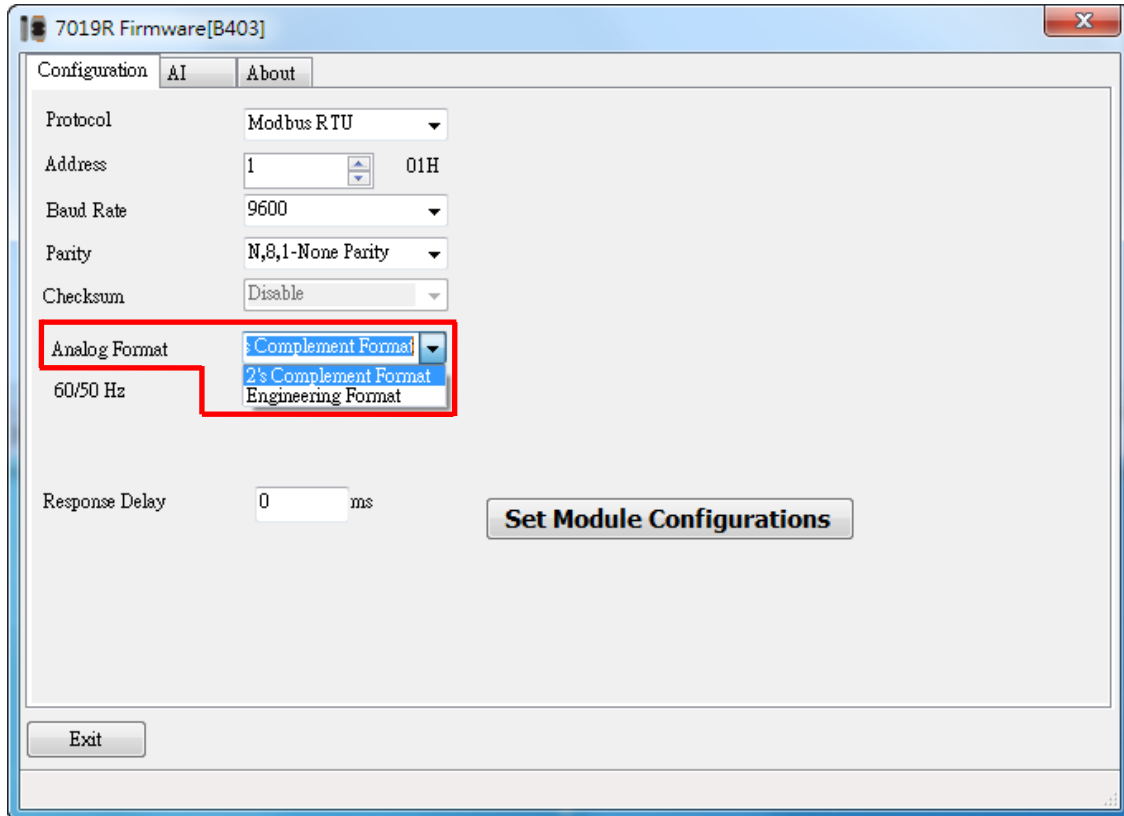 7019R Firmware[B403]
Configuration AI About
Protocol Modbus RTU
Address 1 01H
Baud Rate 9600
Parity N,8,1-None Parity
Checksum Disable
Analog Format s Complement Format
2's Complement Format
60/50 Hz Engineering Format
Response Delay 0 ms
Set Module Configurations
Exit